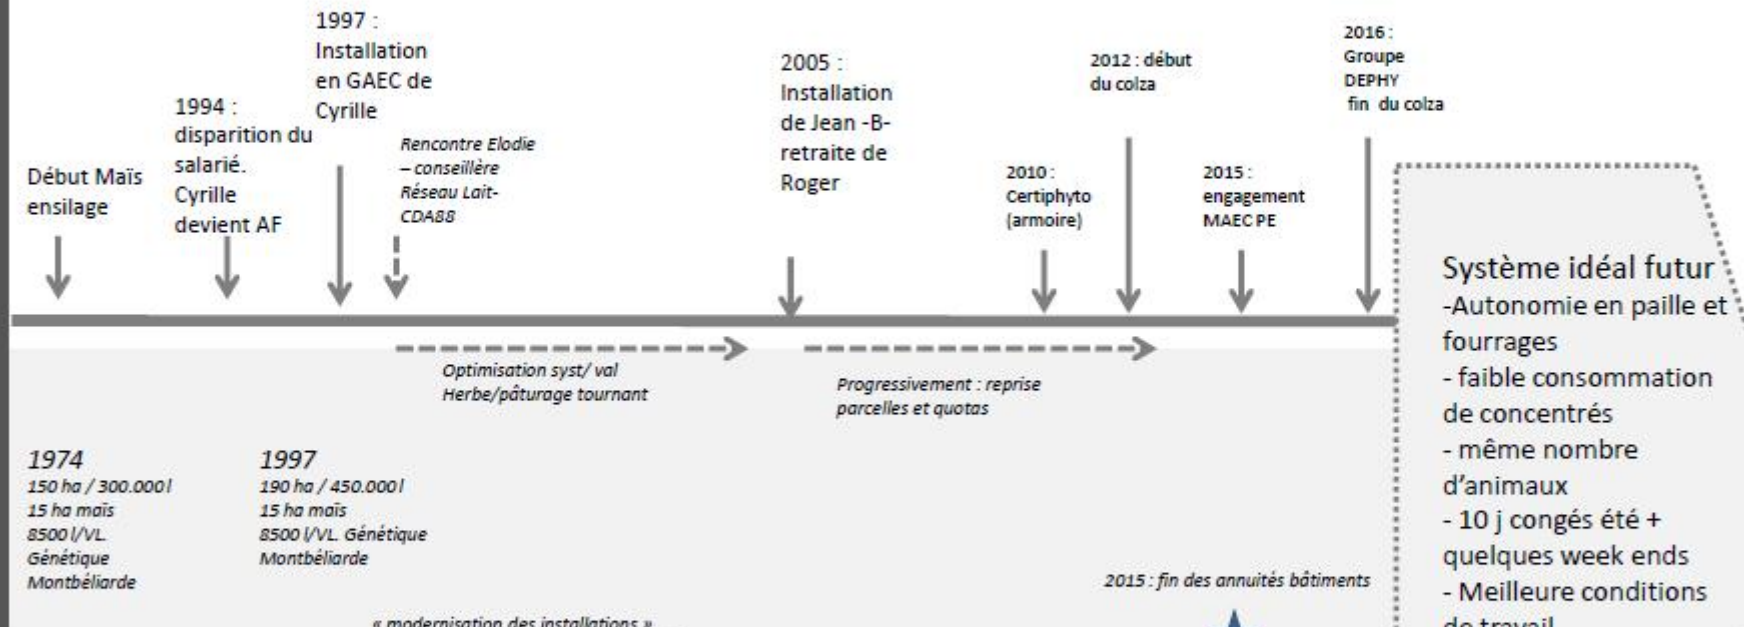 Début Maïs
ensilage
1994 :
disparition du
salarié.
Cyrille
devient AF
1997 :
Installation
en GAEC de
Cyrille
Rencontre Elodie
– conseillère
Réseau Lait-
CDA88
2005 :
Installation
de Jean -B-
retraite de
Roger
2010 :
Certiphyto
(armoire)
2012 : début
du colza
2015 :
engagement
MAEC PE
2016 :
Groupe
DEPHY
fin du colza
Optimisation syst/ val
Herbe/pâturage tournant
Progressivement : reprise
parcelles et quotas
1974
150 ha / 300.000 l
15 ha maïs
8500 l/VL.
Génétique
Montbéliarde
1997
190 ha / 450.000 l
15 ha maïs
8500 l/VL. Génétique
Montbéliarde
2015 : fin des annuités bâtiments
« modernisation des installations »
Système idéal futur
-Autonomie en paille et
fourrages
- faible consommation
de concentrés
- même nombre
d'animaux
- 10 j congés été +
quelques week ends
- Meilleure conditions
de travail